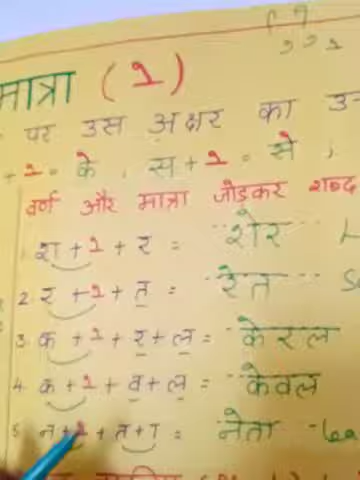 मात्रा ( े )
पर उस अक्षर का
+ े = के , स + े = से ,
वर्ण और मात्रा जोड़कर शब्द
श + े + र = शेर
2. र + े + त = रेत
3. क + े + र + ल = केरल
4. क + े + व + ल = केवल
5. न + े + त + ा = नेता